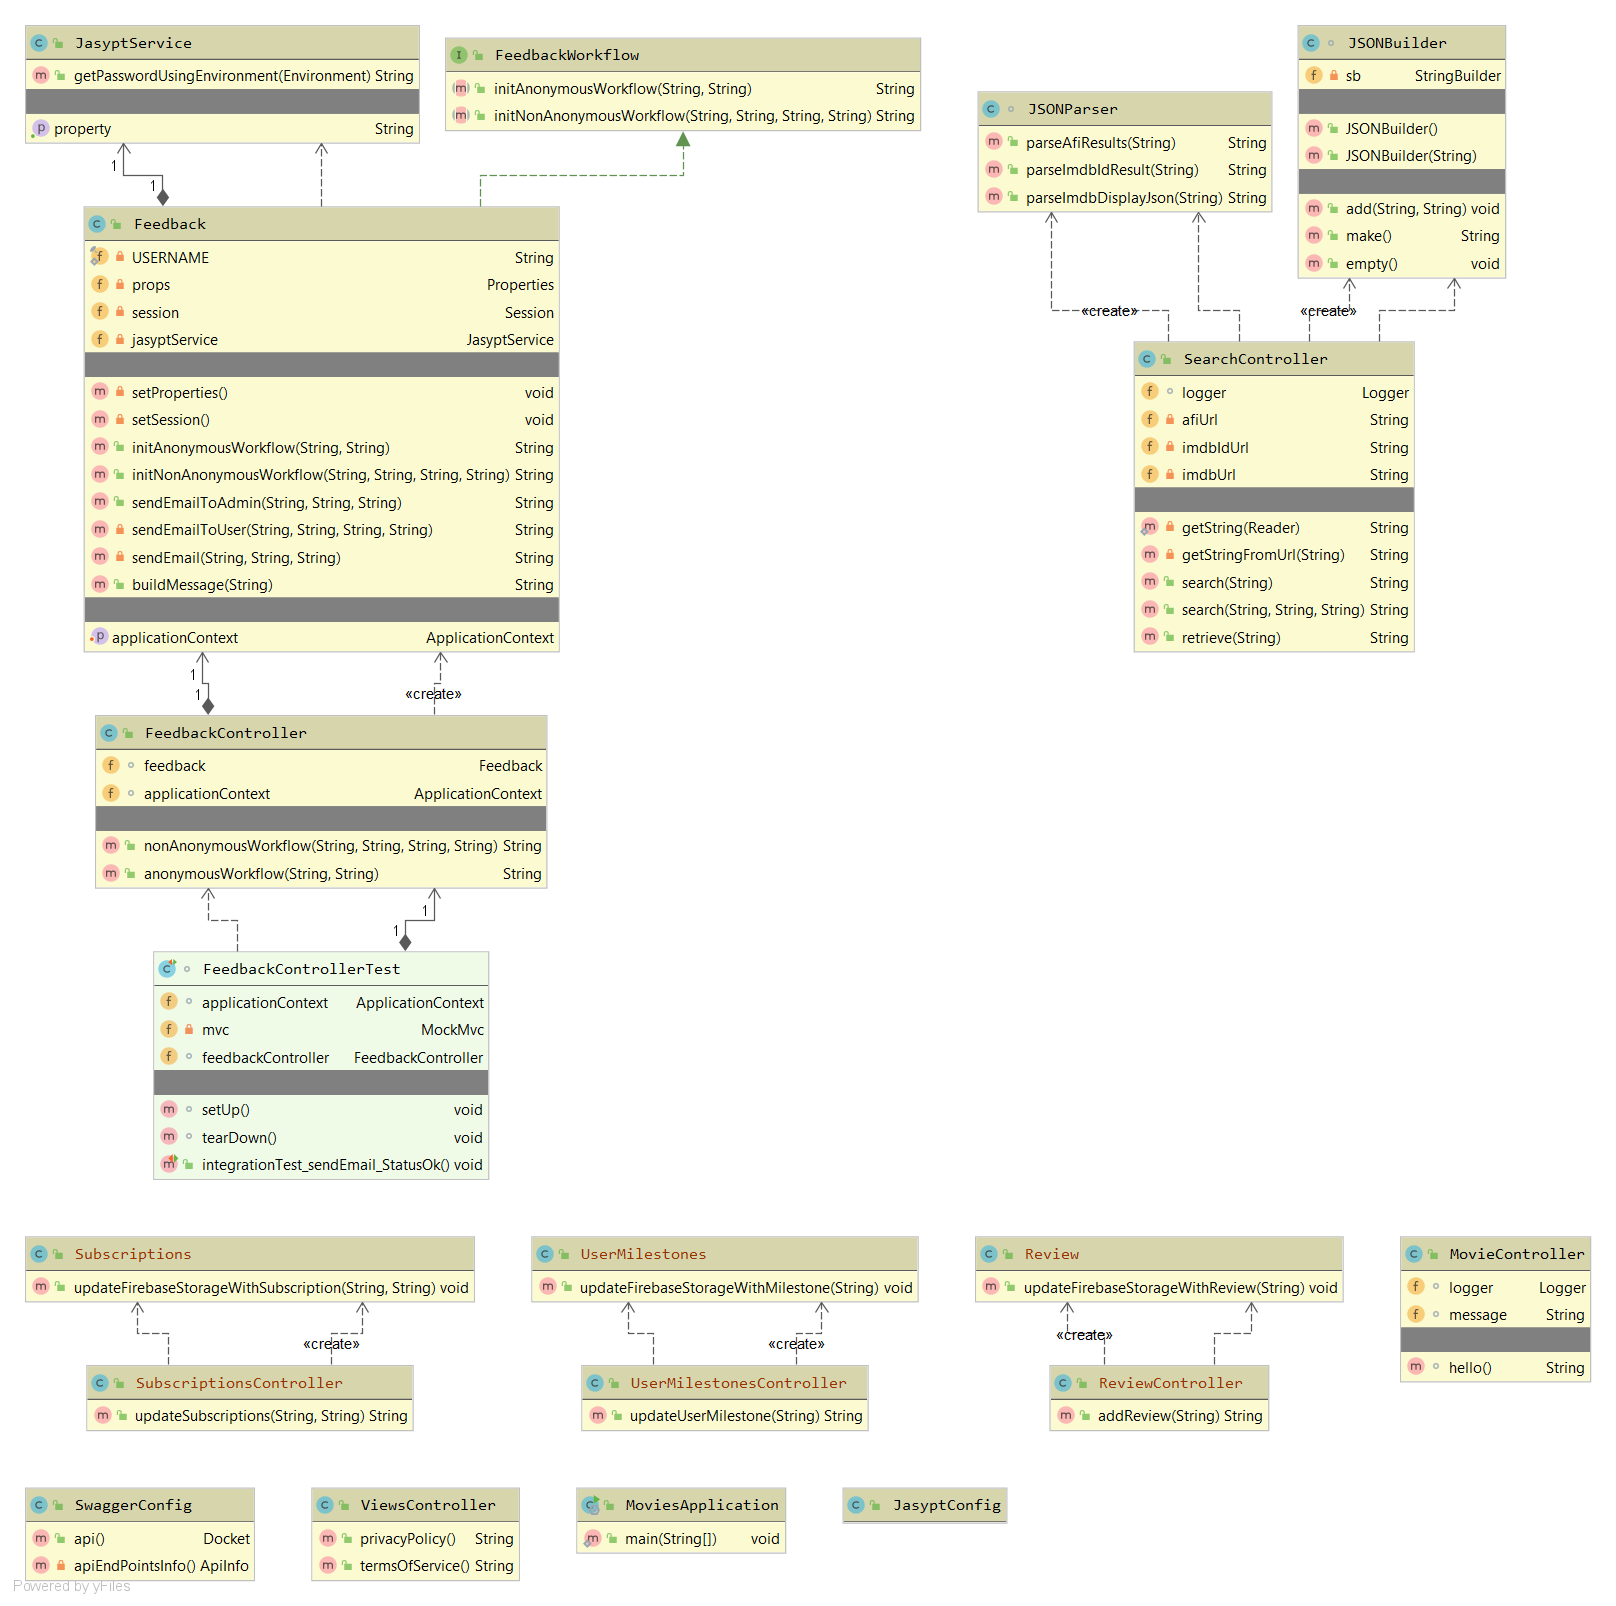 JasyptService
getPasswordUsingEnvironment(Environment) String
property String
FeedbackWorkflow
initAnonymousWorkflow(String, String) String
initNonAnonymousWorkflow(String, String, String, String) String
JSONParser
parseAfiResults(String) String
parseImdbIdResult(String) String
parseImdbDisplayJson(String) String
JSONBuilder
sb StringBuilder
JSONBuilder()
JSONBuilder(String)
add(String, String) void
make() String
empty() void
1
1
Feedback
USERNAME String
props Properties
session Session
jasyptService JasyptService
setProperties() void
setSession() void
initAnonymousWorkflow(String, String) String
initNonAnonymousWorkflow(String, String, String, String) String
sendEmailToAdmin(String, String, String) String
sendEmailToUser(String, String, String, String) String
sendEmail(String, String, String) String
buildMessage(String) String
applicationContext ApplicationContext
«create»
«create»
SearchController
logger Logger
afiUrl String
imdbIdUrl String
imdbUrl String
getString(Reader) String
getStringFromUrl(String) String
search(String) String
search(String, String, String) String
retrieve(String) String
1
1
«create»
FeedbackController
feedback Feedback
applicationContext ApplicationContext
nonAnonymousWorkflow(String, String, String, String) String
anonymousWorkflow(String, String) String
1
1
FeedbackControllerTest
applicationContext ApplicationContext
mvc MockMvc
feedbackController FeedbackController
setUp() void
tearDown() void
integrationTest_sendEmail_StatusOk() void
Subscriptions
updateFirebaseStorageWithSubscription(String, String) void
«create»
SubscriptionsController
updateSubscriptions(String, String) String
UserMilestones
updateFirebaseStorageWithMilestone(String) void
«create»
UserMilestonesController
updateUserMilestone(String) String
Review
updateFirebaseStorageWithReview(String) void
«create»
ReviewController
addReview(String) String
MovieController
logger Logger
message String
hello() String
SwaggerConfig
api() Docket
apiEndPointsInfo() ApiInfo
ViewsController
privacyPolicy() String
termsOfService() String
MoviesApplication
main(String[]) void
JasyptConfig
Powered by yFiles